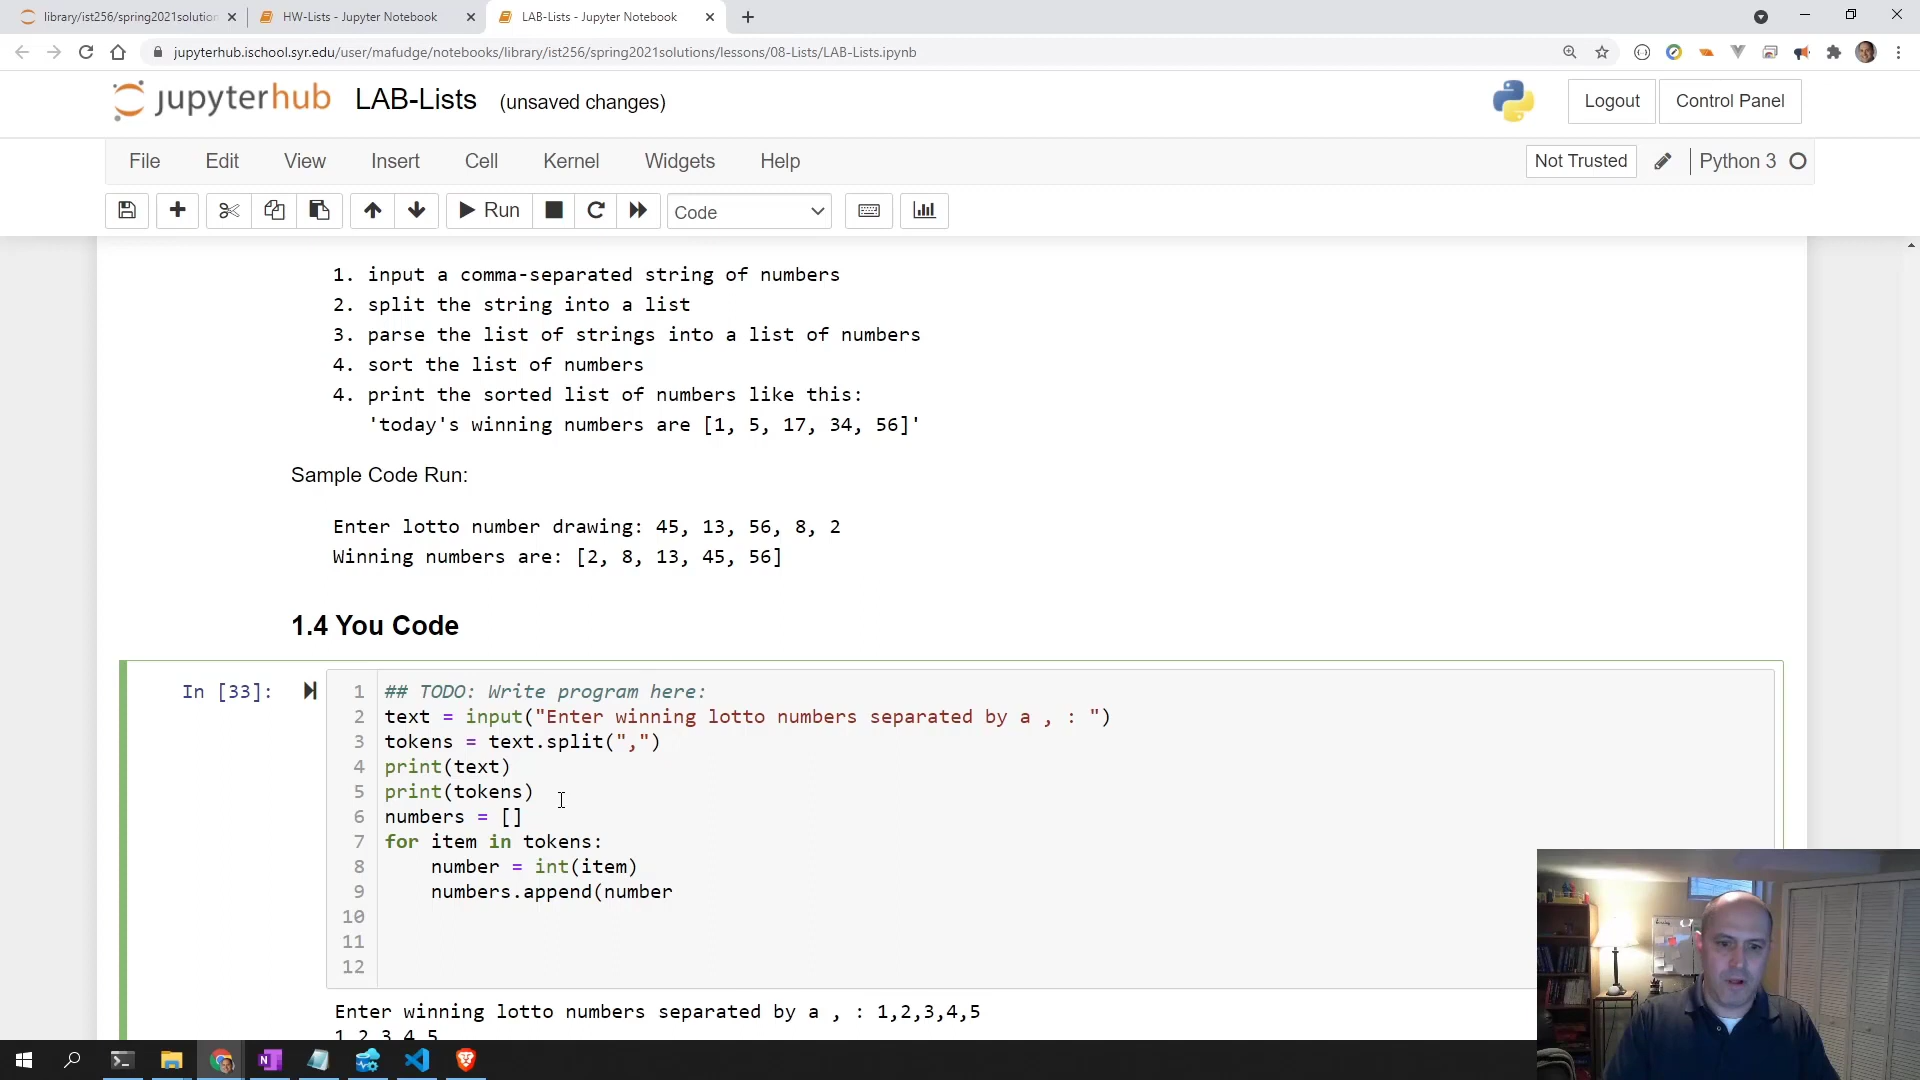 library/ist256/spring2021solution
HW-Lists - Jupyter Notebook
LAB-Lists - Jupyter Notebook
jupyterhub.ischool.syr.edu/user/mafudge/notebooks/library/ist256/spring2021solutions/lessons/08-Lists/LAB-Lists.ipynb
jupyterhub LAB-Lists (unsaved changes) Logout Control Panel
File Edit View Insert Cell Kernel Widgets Help Not Trusted Python 3
Run Code
1. input a comma-separated string of numbers
2. split the string into a list
3. parse the list of strings into a list of numbers
4. sort the list of numbers
4. print the sorted list of numbers like this:
'today's winning numbers are [1, 5, 17, 34, 56]'
Sample Code Run:
Enter lotto number drawing: 45, 13, 56, 8, 2
Winning numbers are: [2, 8, 13, 45, 56]
1.4 You Code
In [33]:
1 ## TODO: Write program here:
2 text = input("Enter winning lotto numbers separated by a , : ")
3 tokens = text.split(",")
4 print(text)
5 print(tokens)
6 numbers = []
7 for item in tokens:
8 number = int(item)
9 numbers.append(number
10
11
12
Enter winning lotto numbers separated by a , : 1,2,3,4,5
1,2,3,4,5